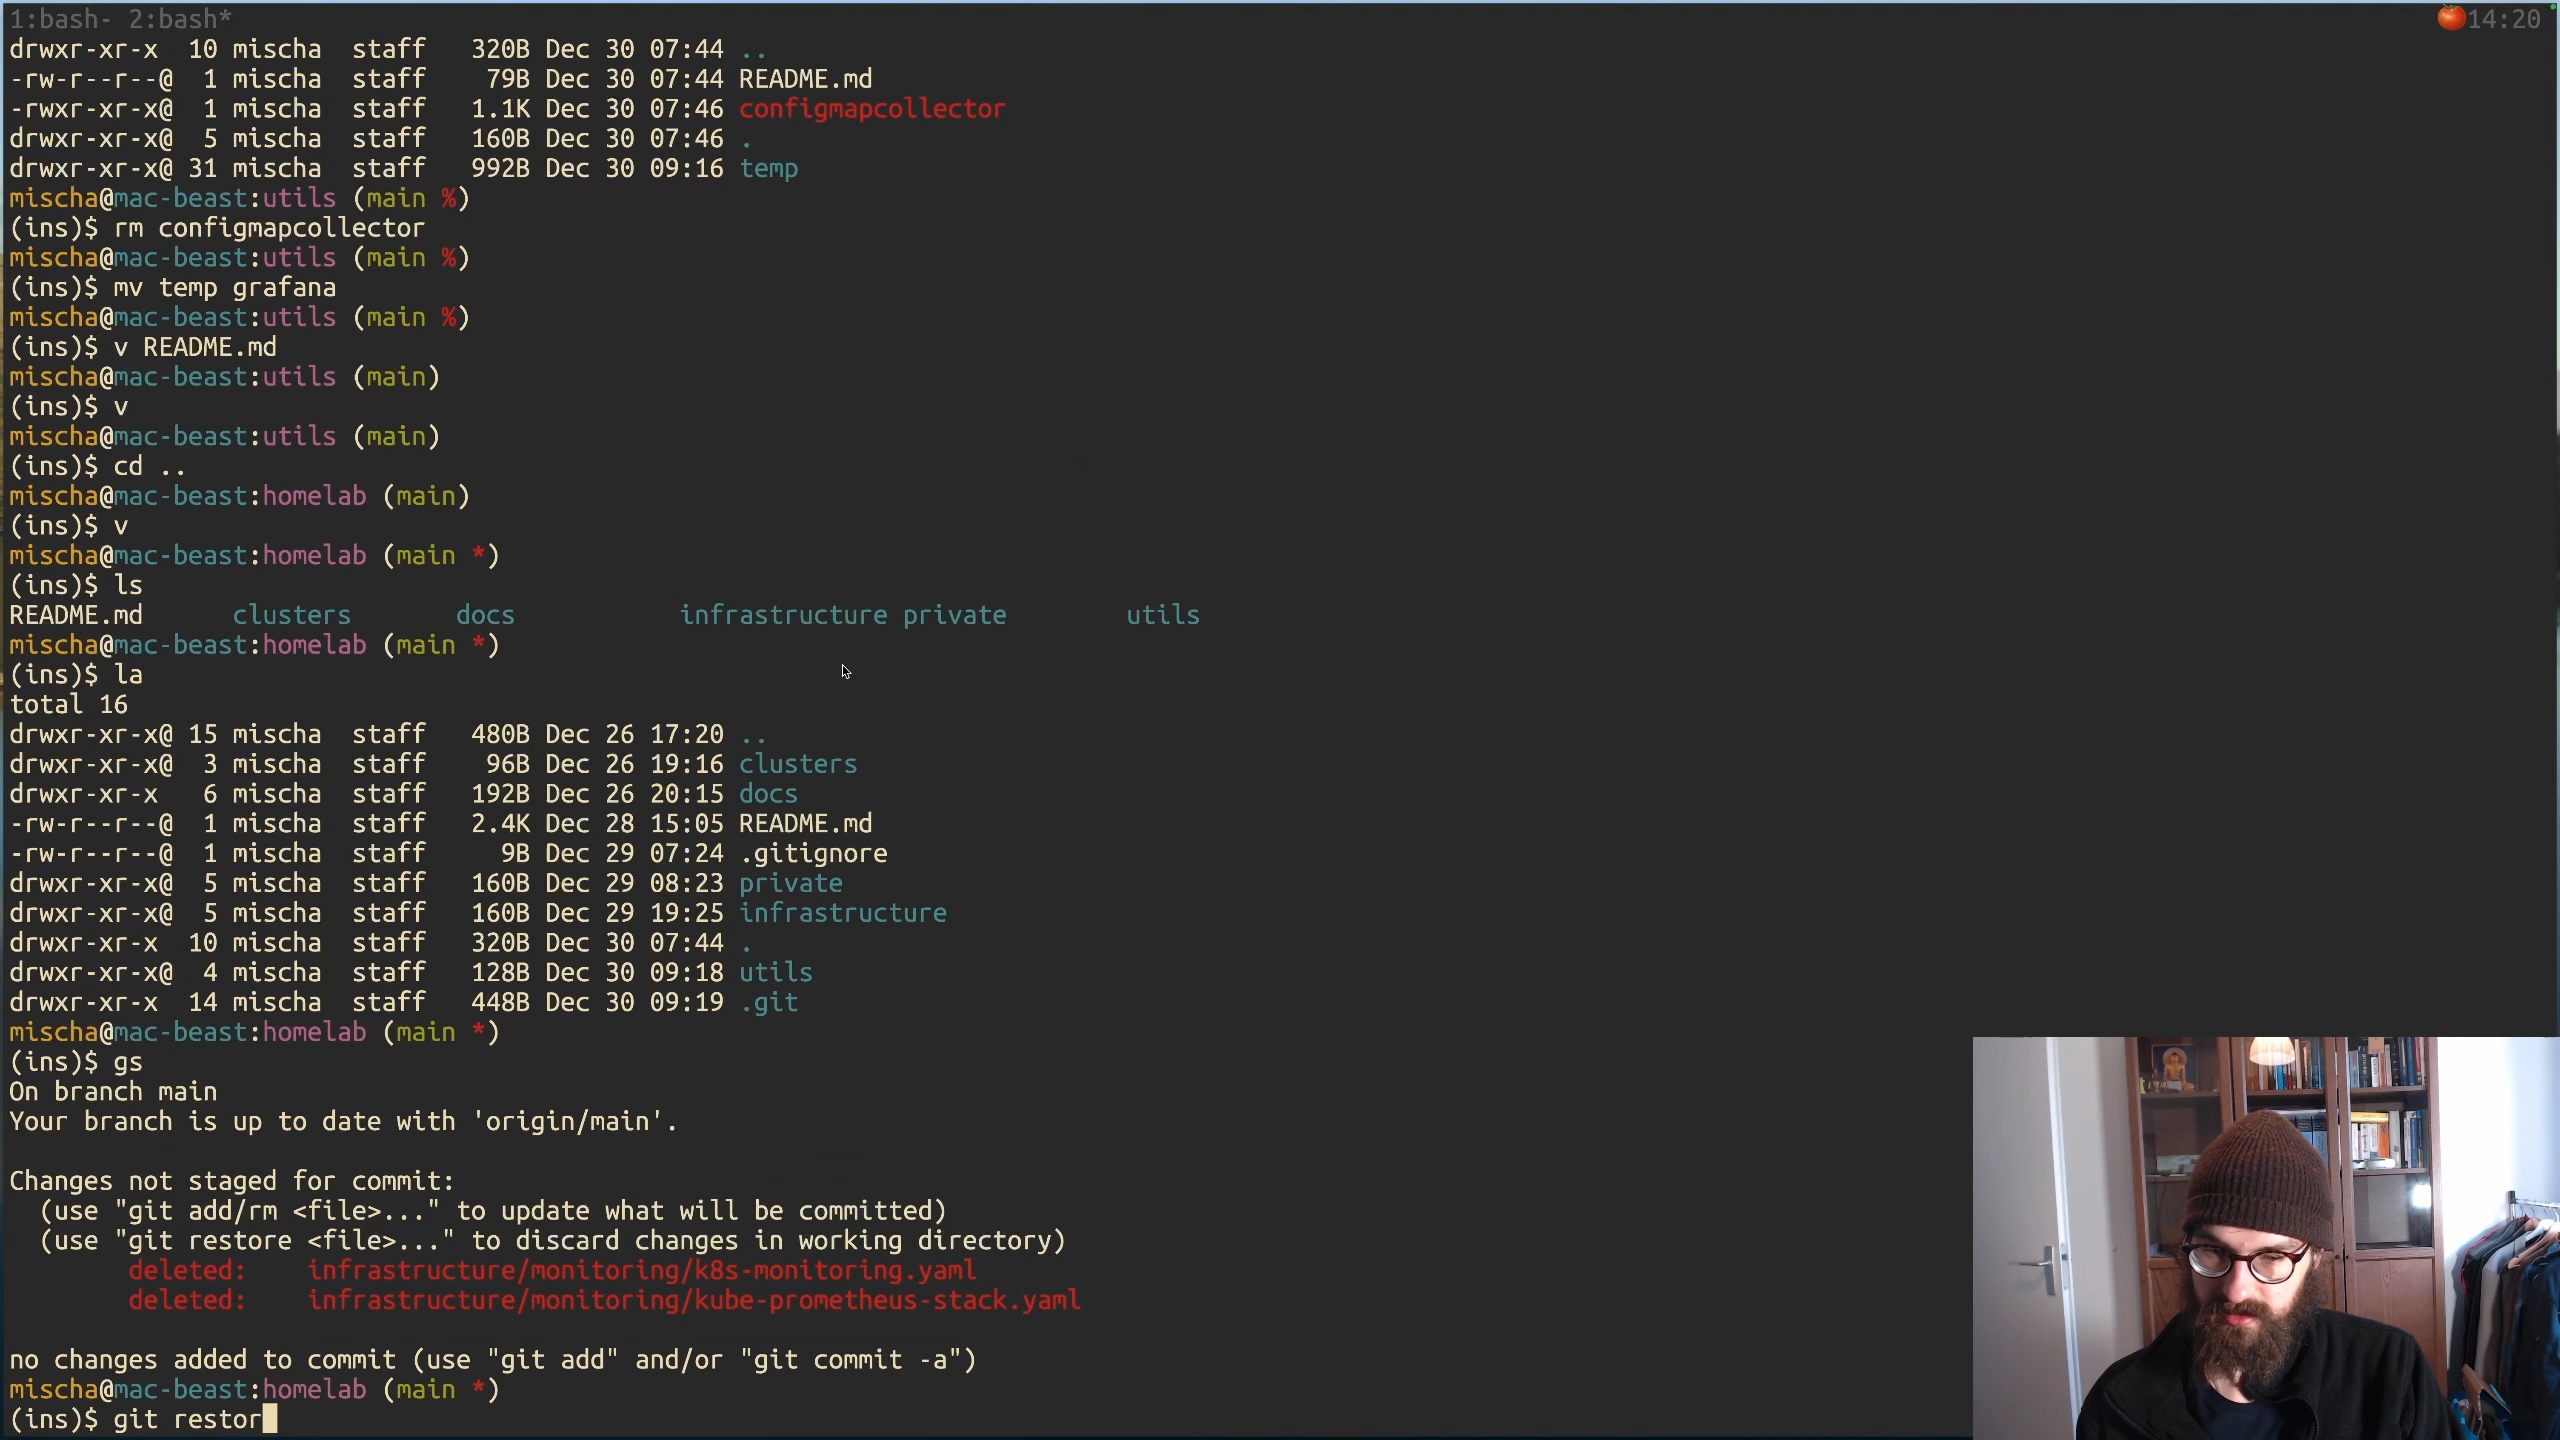 1:bash- 2:bash* 14:20
drwxr-xr-x  10 mischa  staff   320B Dec 30 07:44 ..
-rw-r--r--@  1 mischa  staff    79B Dec 30 07:44 README.md
-rwxr-xr-x@  1 mischa  staff   1.1K Dec 30 07:46 configmapcollector
drwxr-xr-x@  5 mischa  staff   160B Dec 30 07:46 .
drwxr-xr-x@ 31 mischa  staff   992B Dec 30 09:16 temp
mischa@mac-beast:utils (main %)
(ins)$ rm configmapcollector
mischa@mac-beast:utils (main %)
(ins)$ mv temp grafana
mischa@mac-beast:utils (main %)
(ins)$ v README.md
mischa@mac-beast:utils (main)
(ins)$ v
mischa@mac-beast:utils (main)
(ins)$ cd ..
mischa@mac-beast:homelab (main)
(ins)$ v
mischa@mac-beast:homelab (main *)
(ins)$ ls
README.md      clusters       docs           infrastructure private        utils
mischa@mac-beast:homelab (main *)
(ins)$ la
total 16
drwxr-xr-x@ 15 mischa  staff   480B Dec 26 17:20 ..
drwxr-xr-x@  3 mischa  staff    96B Dec 26 19:16 clusters
drwxr-xr-x   6 mischa  staff   192B Dec 26 20:15 docs
-rw-r--r--@  1 mischa  staff   2.4K Dec 28 15:05 README.md
-rw-r--r--@  1 mischa  staff     9B Dec 29 07:24 .gitignore
drwxr-xr-x@  5 mischa  staff   160B Dec 29 08:23 private
drwxr-xr-x@  5 mischa  staff   160B Dec 29 19:25 infrastructure
drwxr-xr-x  10 mischa  staff   320B Dec 30 07:44 .
drwxr-xr-x@  4 mischa  staff   128B Dec 30 09:18 utils
drwxr-xr-x  14 mischa  staff   448B Dec 30 09:19 .git
mischa@mac-beast:homelab (main *)
(ins)$ gs
On branch main
Your branch is up to date with 'origin/main'.
Changes not staged for commit:
  (use "git add/rm <file>..." to update what will be committed)
  (use "git restore <file>..." to discard changes in working directory)
        deleted:    infrastructure/monitoring/k8s-monitoring.yaml
        deleted:    infrastructure/monitoring/kube-prometheus-stack.yaml
no changes added to commit (use "git add" and/or "git commit -a")
mischa@mac-beast:homelab (main *)
(ins)$ git restor